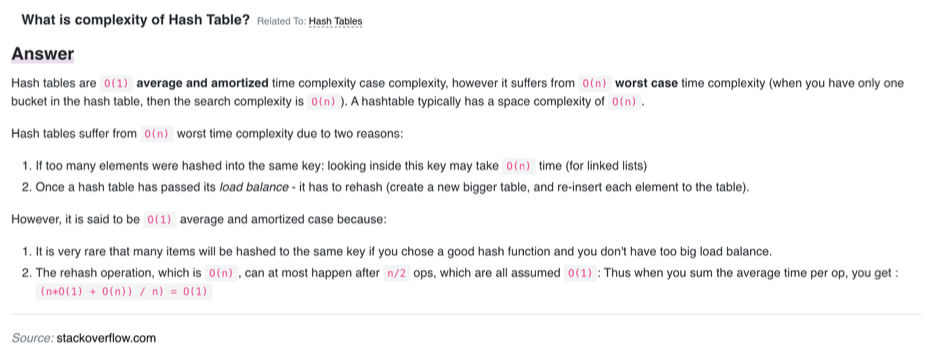 What is complexity of Hash Table? Related To: Hash Tables
Answer
Hash tables are O(1) average and amortized time complexity case complexity, however it suffers from O(n) worst case time complexity (when you have only one
bucket in the hash table, then the search complexity is O(n) ). A hashtable typically has a space complexity of O(n) .
Hash tables suffer from O(n) worst time complexity due to two reasons:
1. If too many elements were hashed into the same key: looking inside this key may take O(n) time (for linked lists)
2. Once a hash table has passed its load balance - it has to rehash (create a new bigger table, and re-insert each element to the table).
However, it is said to be O(1) average and amortized case because:
1. It is very rare that many items will be hashed to the same key if you chose a good hash function and you don't have too big load balance.
2. The rehash operation, which is O(n) , can at most happen after n/2 ops, which are all assumed O(1) : Thus when you sum the average time per op, you get :
(n*O(1) + O(n)) / n) = O(1)
Source: stackoverflow.com